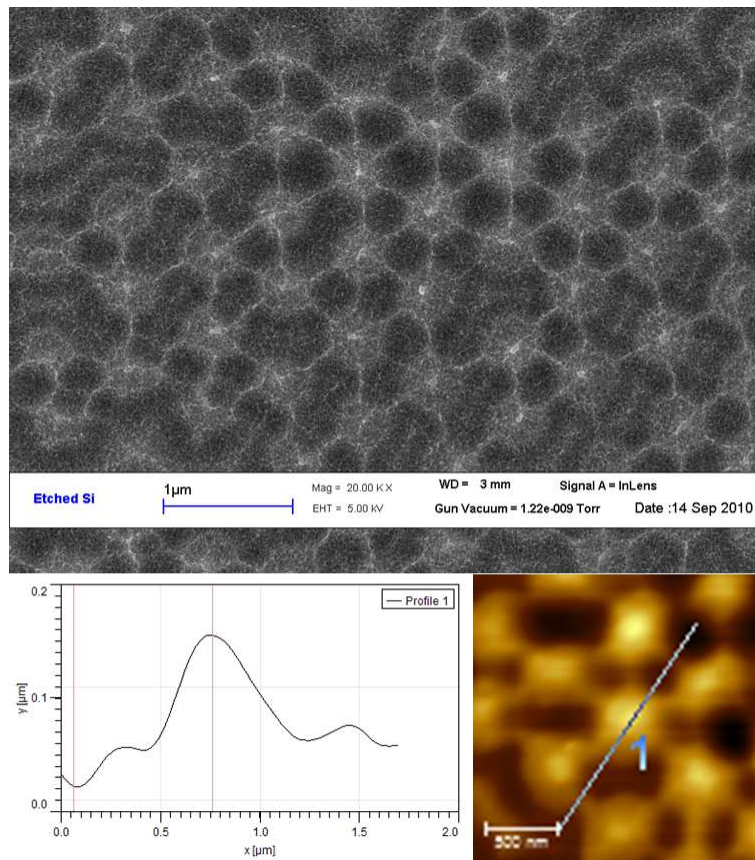 Etched Si
1µm
Mag = 20.00 K X
EHT = 5.00 kV
WD = 3 mm
Signal A = InLens
Gun Vacuum = 1.22e-009 Torr
Date :14 Sep 2010
0.2
0.1
0.0
y [µm]
Profile 1
0.0 0.5 1.0 1.5 2.0
x [µm]
1
500 nm